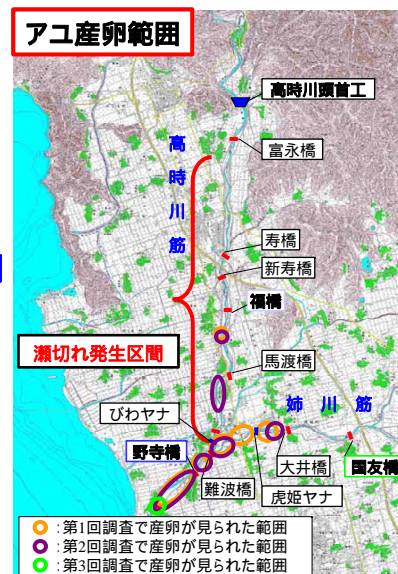 アユ産卵範囲
高時川頭首工
富永橋
高時川筋
寿橋
新寿橋
福橋
瀬切れ発生区間
馬渡橋
姉川筋
びわヤナ
野寺橋
難波橋
虎姫ヤナ
大井橋
国友橋
:第1回調査で産卵が見られた範囲
:第2回調査で産卵が見られた範囲
:第3回調査で産卵が見られた範囲